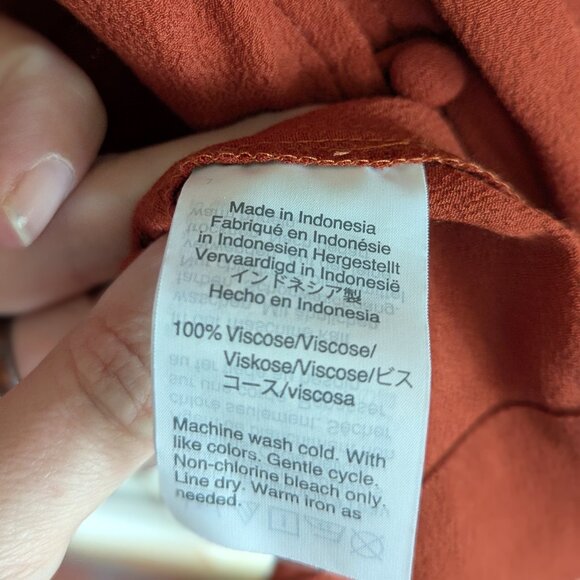 Made in Indonesia
Fabriqué en Indonésie
in Indonesien Hergestellt
Vervaardigd in Indonesië
インドネシア製
Hecho en Indonesia
100% Viscose/Viscose/
Viskose/Viscose/ビス
コース/viscosa
Machine wash cold. With
like colors. Gentle cycle.
Non-chlorine bleach only.
Line dry. Warm iron as
needed.